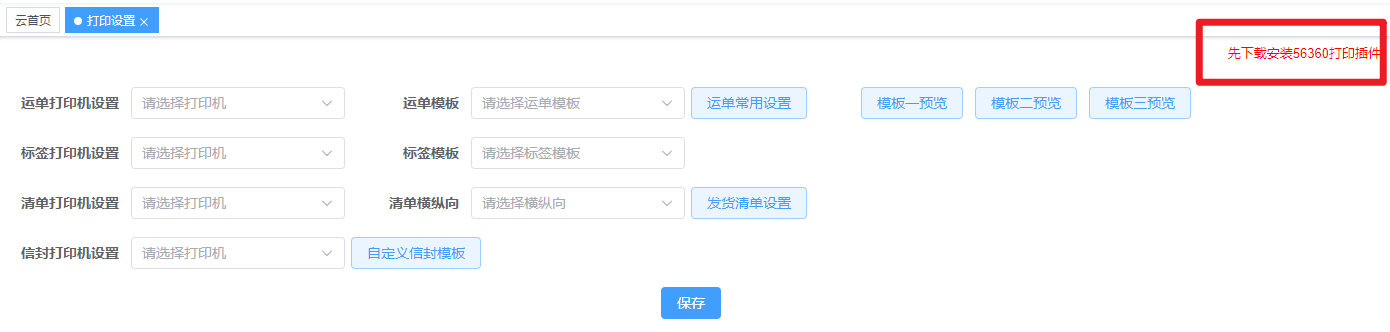 云首页 打印设置
先下载安装56360打印插件
运单打印机设置 请选择打印机 运单模板 请选择运单模板 运单常用设置 模板一预览 模板二预览 模板三预览
标签打印机设置 请选择打印机 标签模板 请选择标签模板
清单打印机设置 请选择打印机 清单横纵向 请选择横纵向 发货清单设置
信封打印机设置 请选择打印机 自定义信封模板
保存